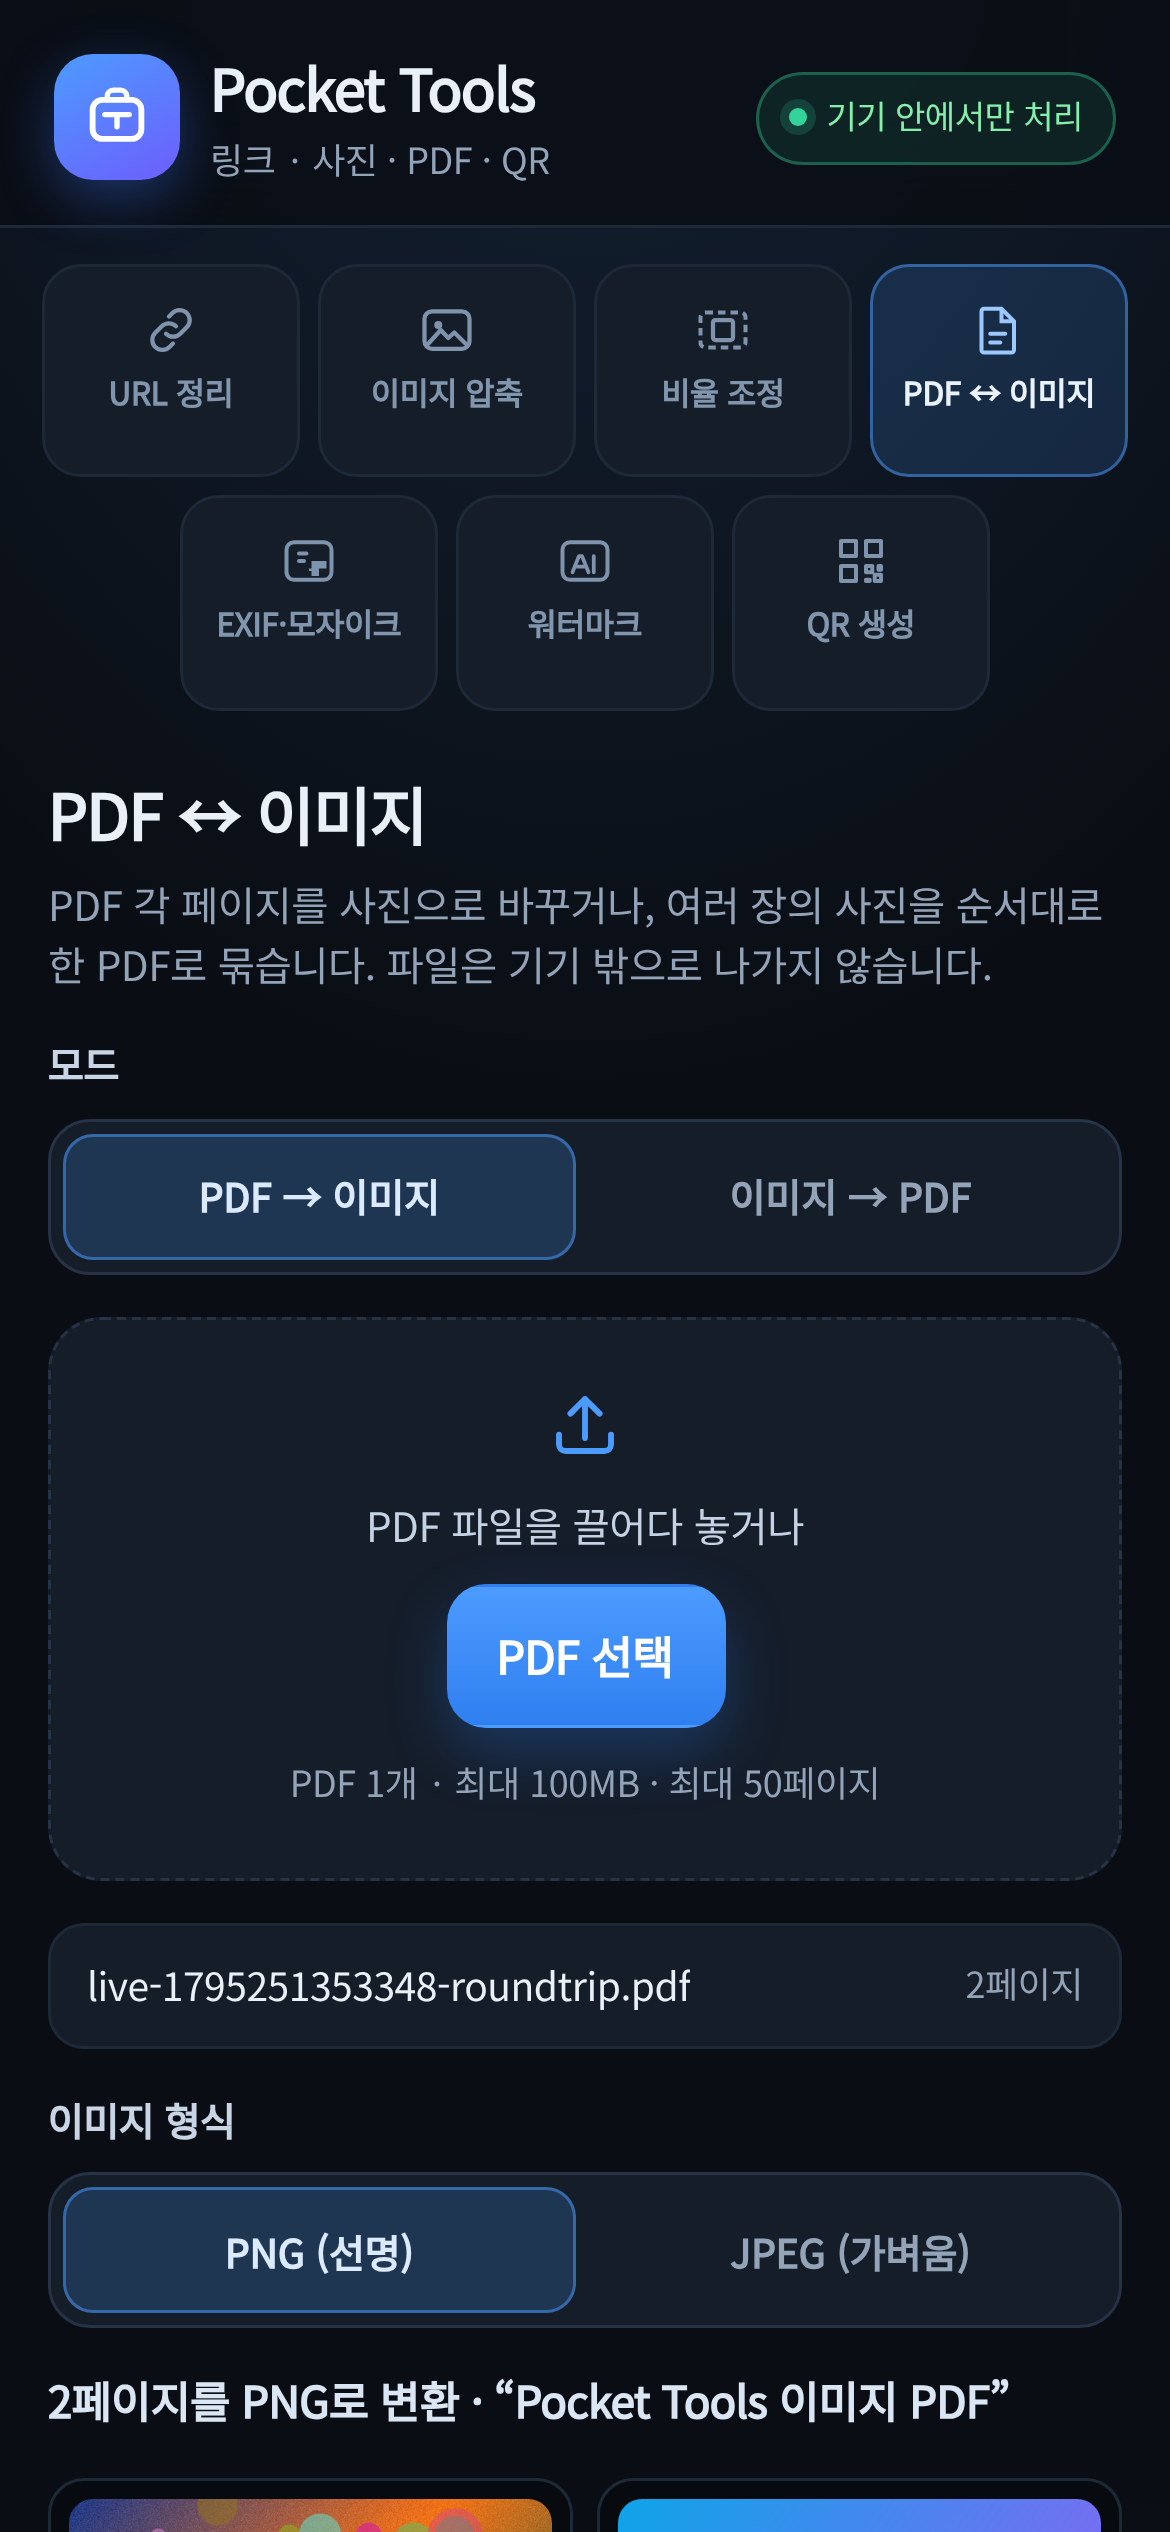 Pocket Tools
링크 · 사진 · PDF · QR
기기 안에서만 처리
URL 정리
이미지 압축
비율 조정
PDF ↔ 이미지
EXIF·모자이크
AI
워터마크
QR 생성
PDF ↔ 이미지
PDF 각 페이지를 사진으로 바꾸거나, 여러 장의 사진을 순서대로
한 PDF로 묶습니다. 파일은 기기 밖으로 나가지 않습니다.
모드
PDF → 이미지
이미지 → PDF
PDF 파일을 끌어다 놓거나
PDF 선택
PDF 1개 · 최대 100MB · 최대 50페이지
live-1795251353348-roundtrip.pdf
2페이지
이미지 형식
PNG (선명)
JPEG (가벼움)
2페이지를 PNG로 변환 · “Pocket Tools 이미지 PDF”